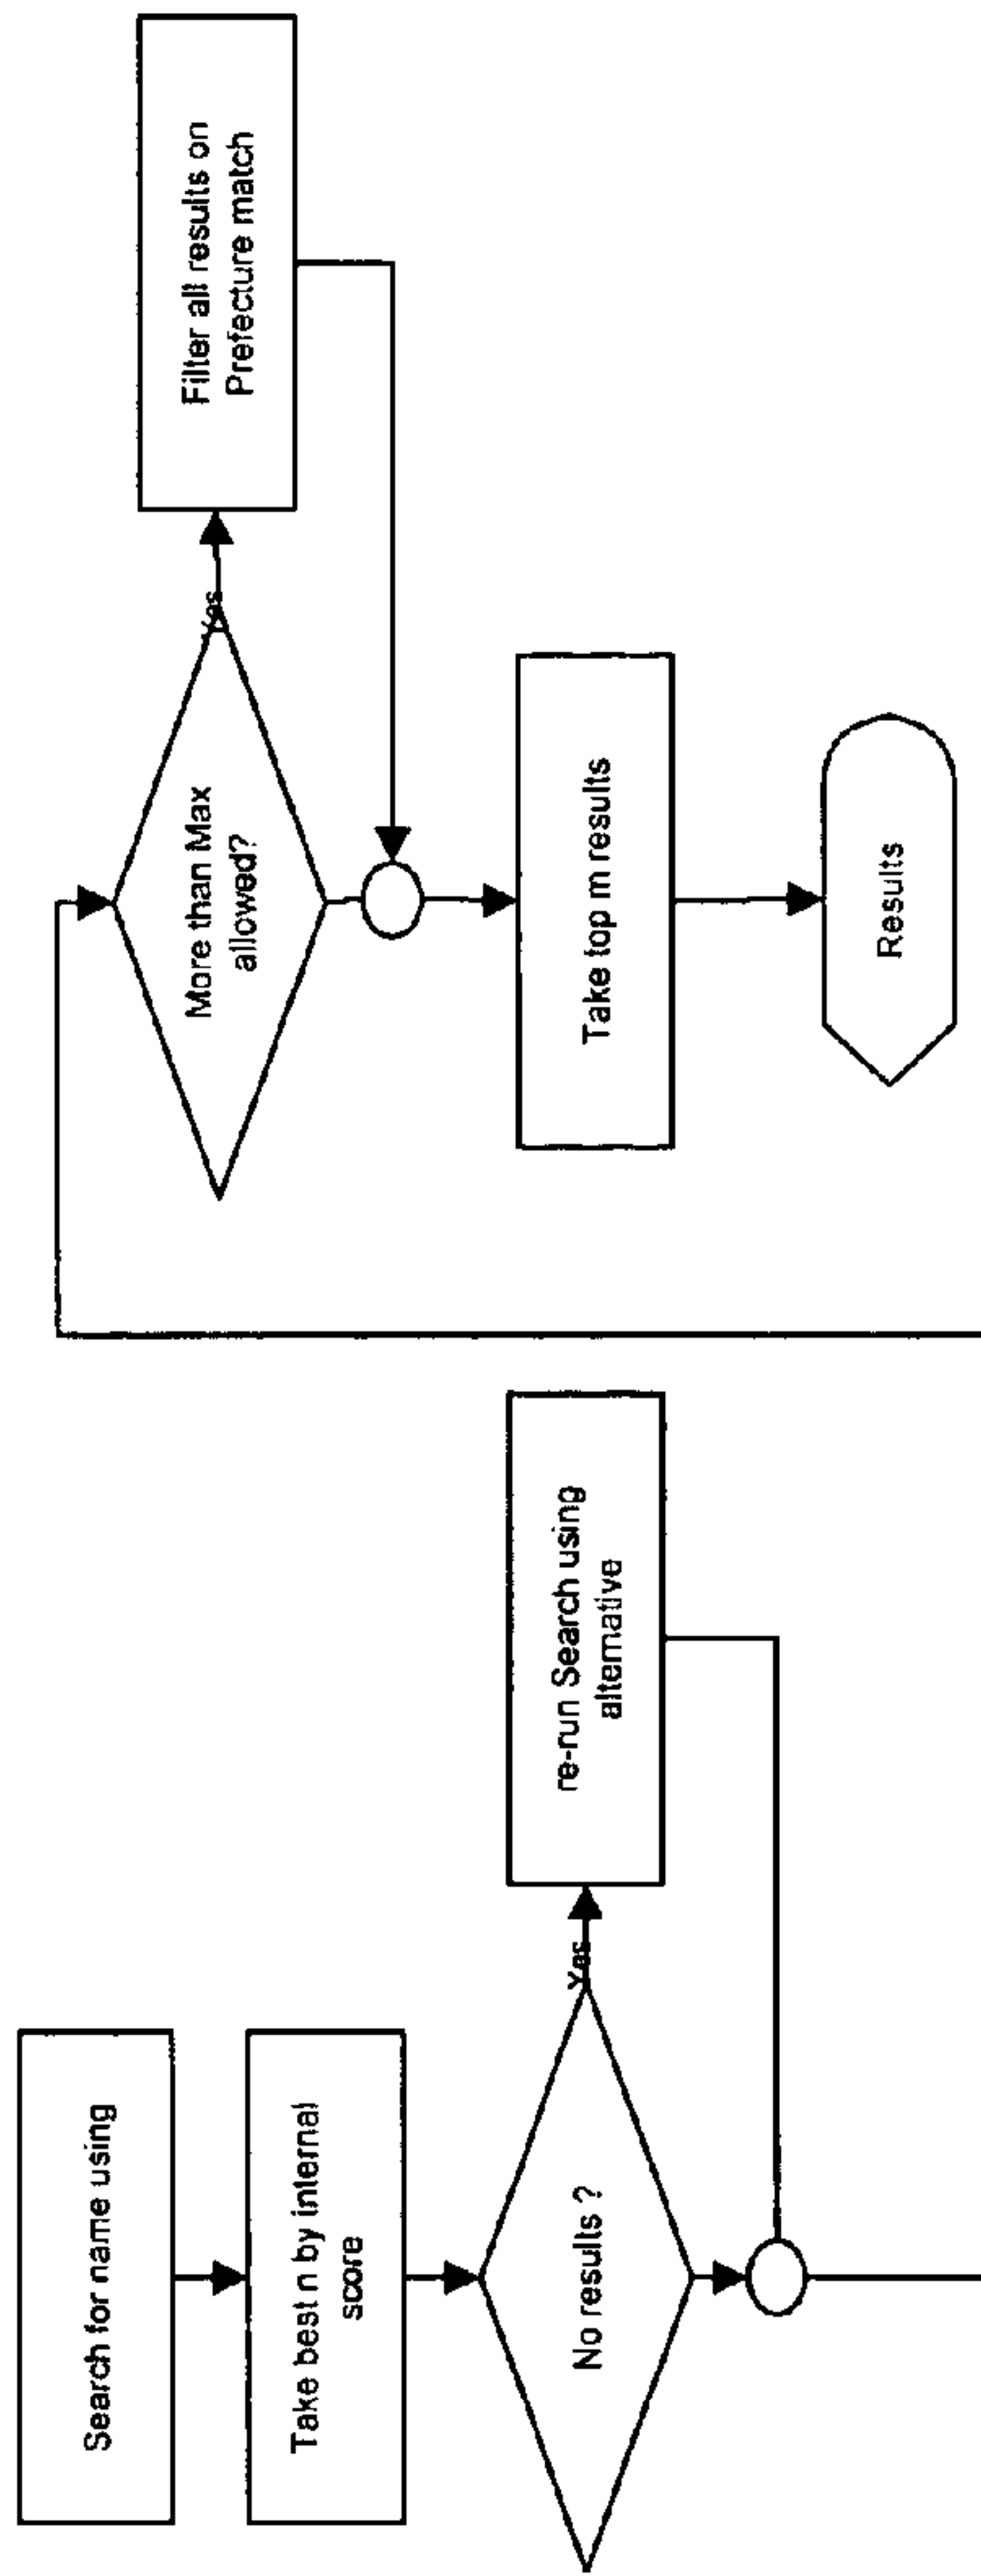 Search for name using
Take best n by internal
score
No results ?
Yes
re-run Search using
alternative
More than Max
allowed?
Yes
Filter all results on
Prefecture match
Take top m results
Results